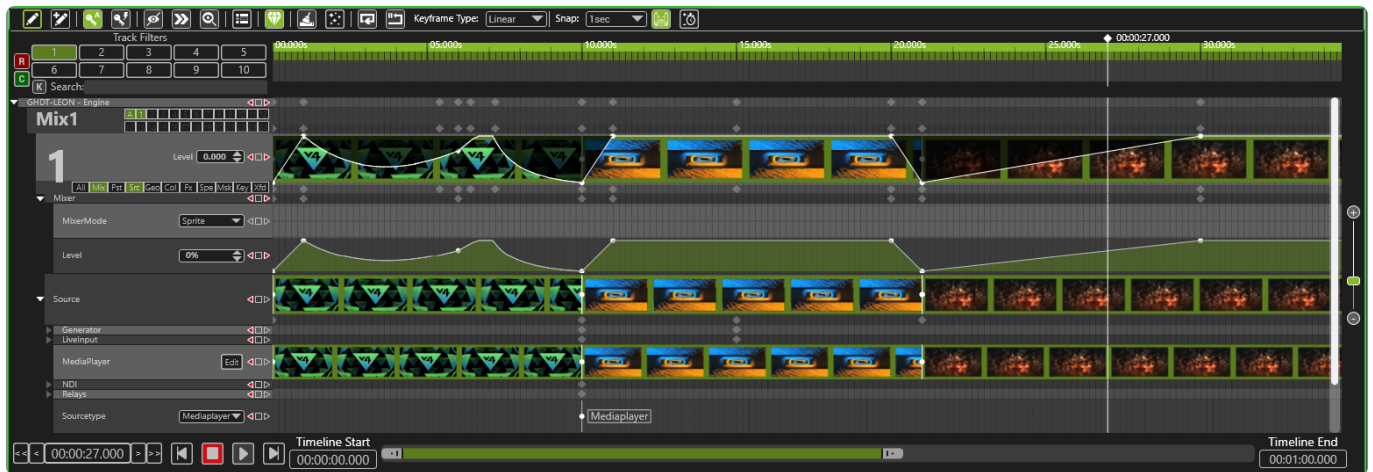 Keyframe Type: Linear Snap: 1sec
Track Filters
1 2 3 4 5
R 6 7 8 9 10
C K Search:
00.000s 05.000s 10.000s 15.000s 20.000s 25.000s 00:00:27.000 30.000s
GHDT-LEON - Engine
Mix1 A 1
1 Level 0.000
All Mix Pst Src Geo Col Fx Spe Msk Key Xfd
Mixer
MixerMode Sprite
Level 0%
Source
Generator
LiveInput
MediaPlayer Edit
NDI
Relays
Sourcetype Mediaplayer Mediaplayer
<< < 00:00:27.000 > >> Timeline Start 00:00:00.000 Timeline End 00:01:00.000